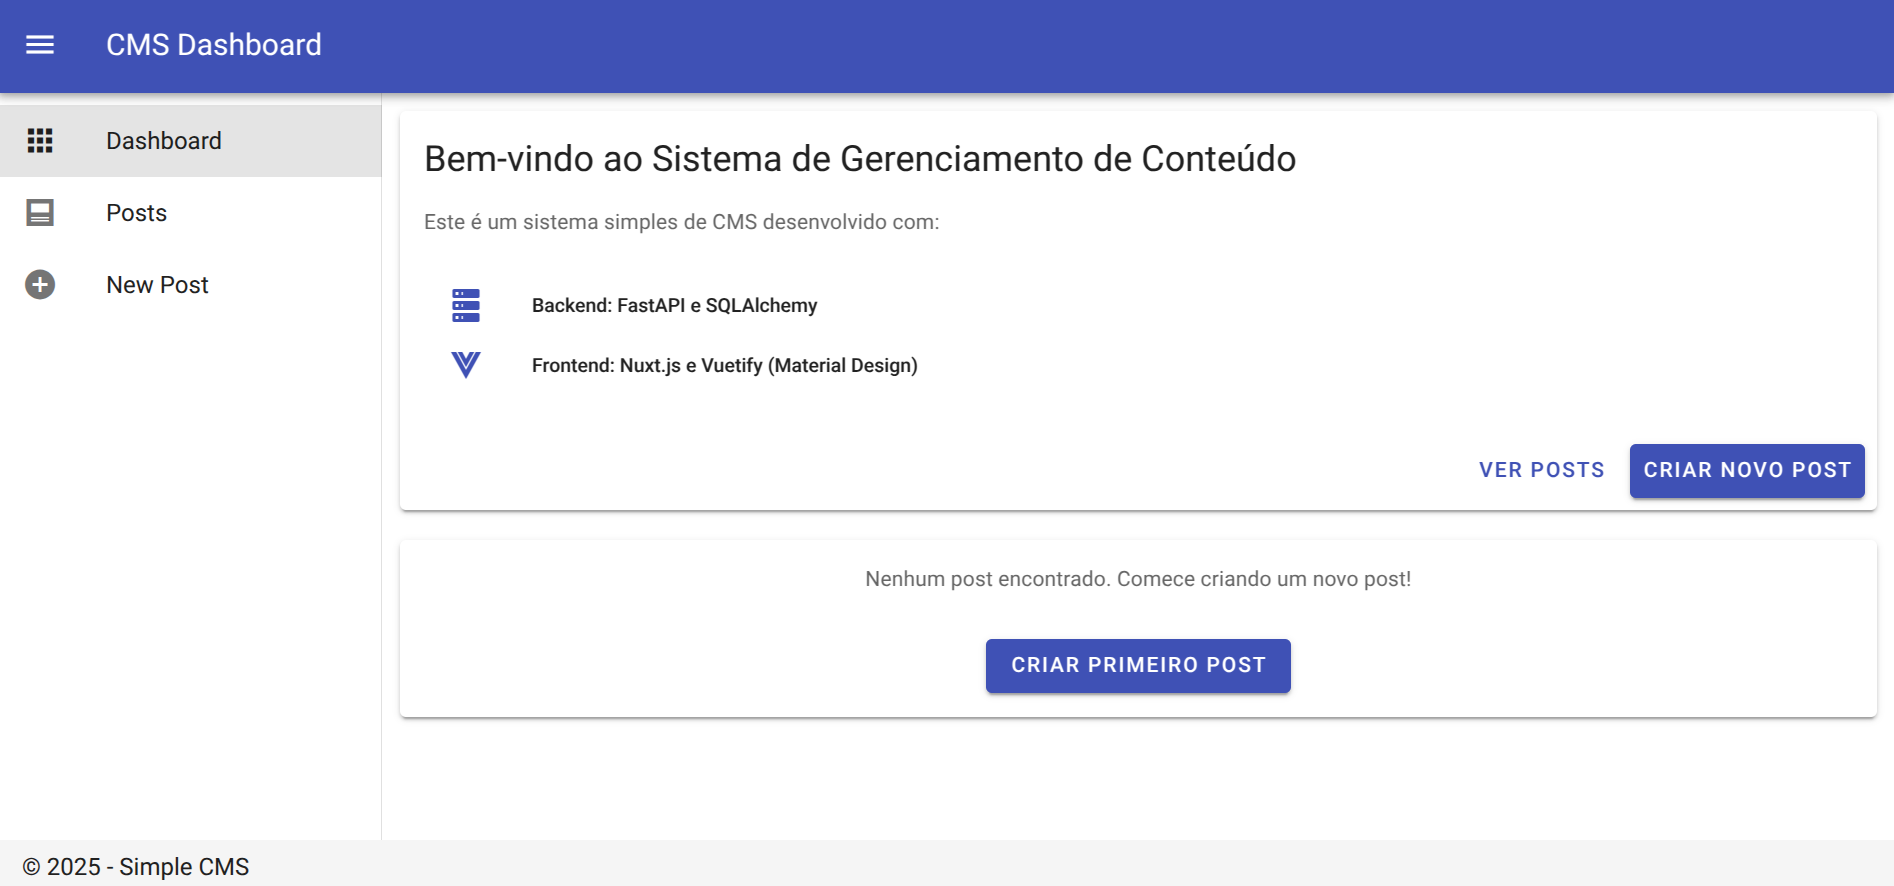 CMS Dashboard
Dashboard
Posts
New Post
Bem-vindo ao Sistema de Gerenciamento de Conteúdo
Este é um sistema simples de CMS desenvolvido com:
Backend: FastAPI e SQLAlchemy
Frontend: Nuxt.js e Vuetify (Material Design)
VER POSTS
CRIAR NOVO POST
Nenhum post encontrado. Comece criando um novo post!
CRIAR PRIMEIRO POST
© 2025 - Simple CMS